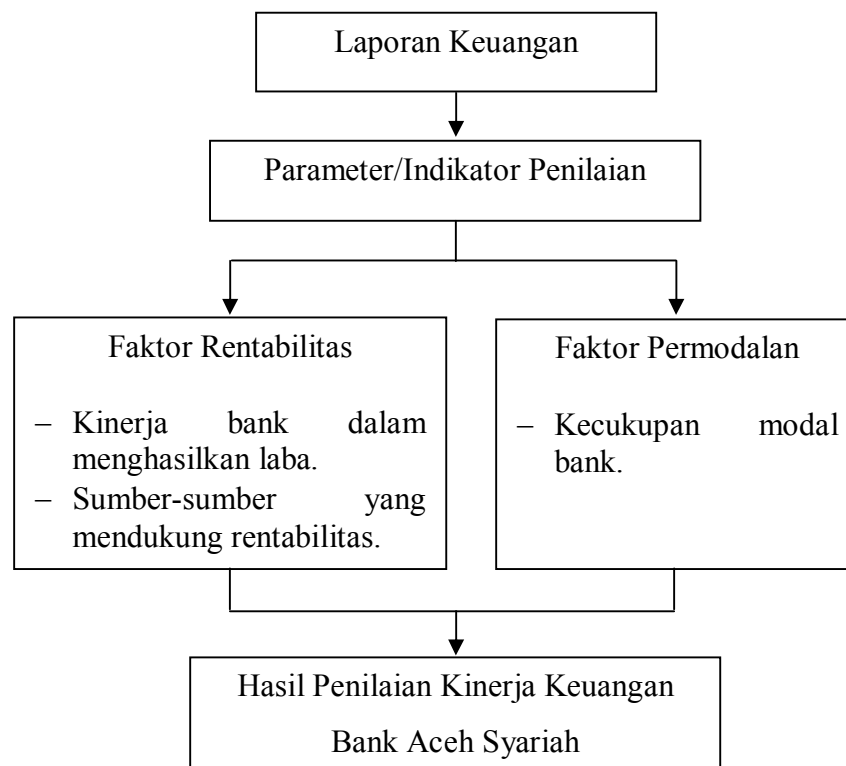 Laporan Keuangan
Parameter/Indikator Penilaian
Faktor Rentabilitas
– Kinerja bank dalam
menghasilkan laba.
– Sumber-sumber yang
mendukung rentabilitas.
Faktor Permodalan
– Kecukupan modal
bank.
Hasil Penilaian Kinerja Keuangan
Bank Aceh Syariah